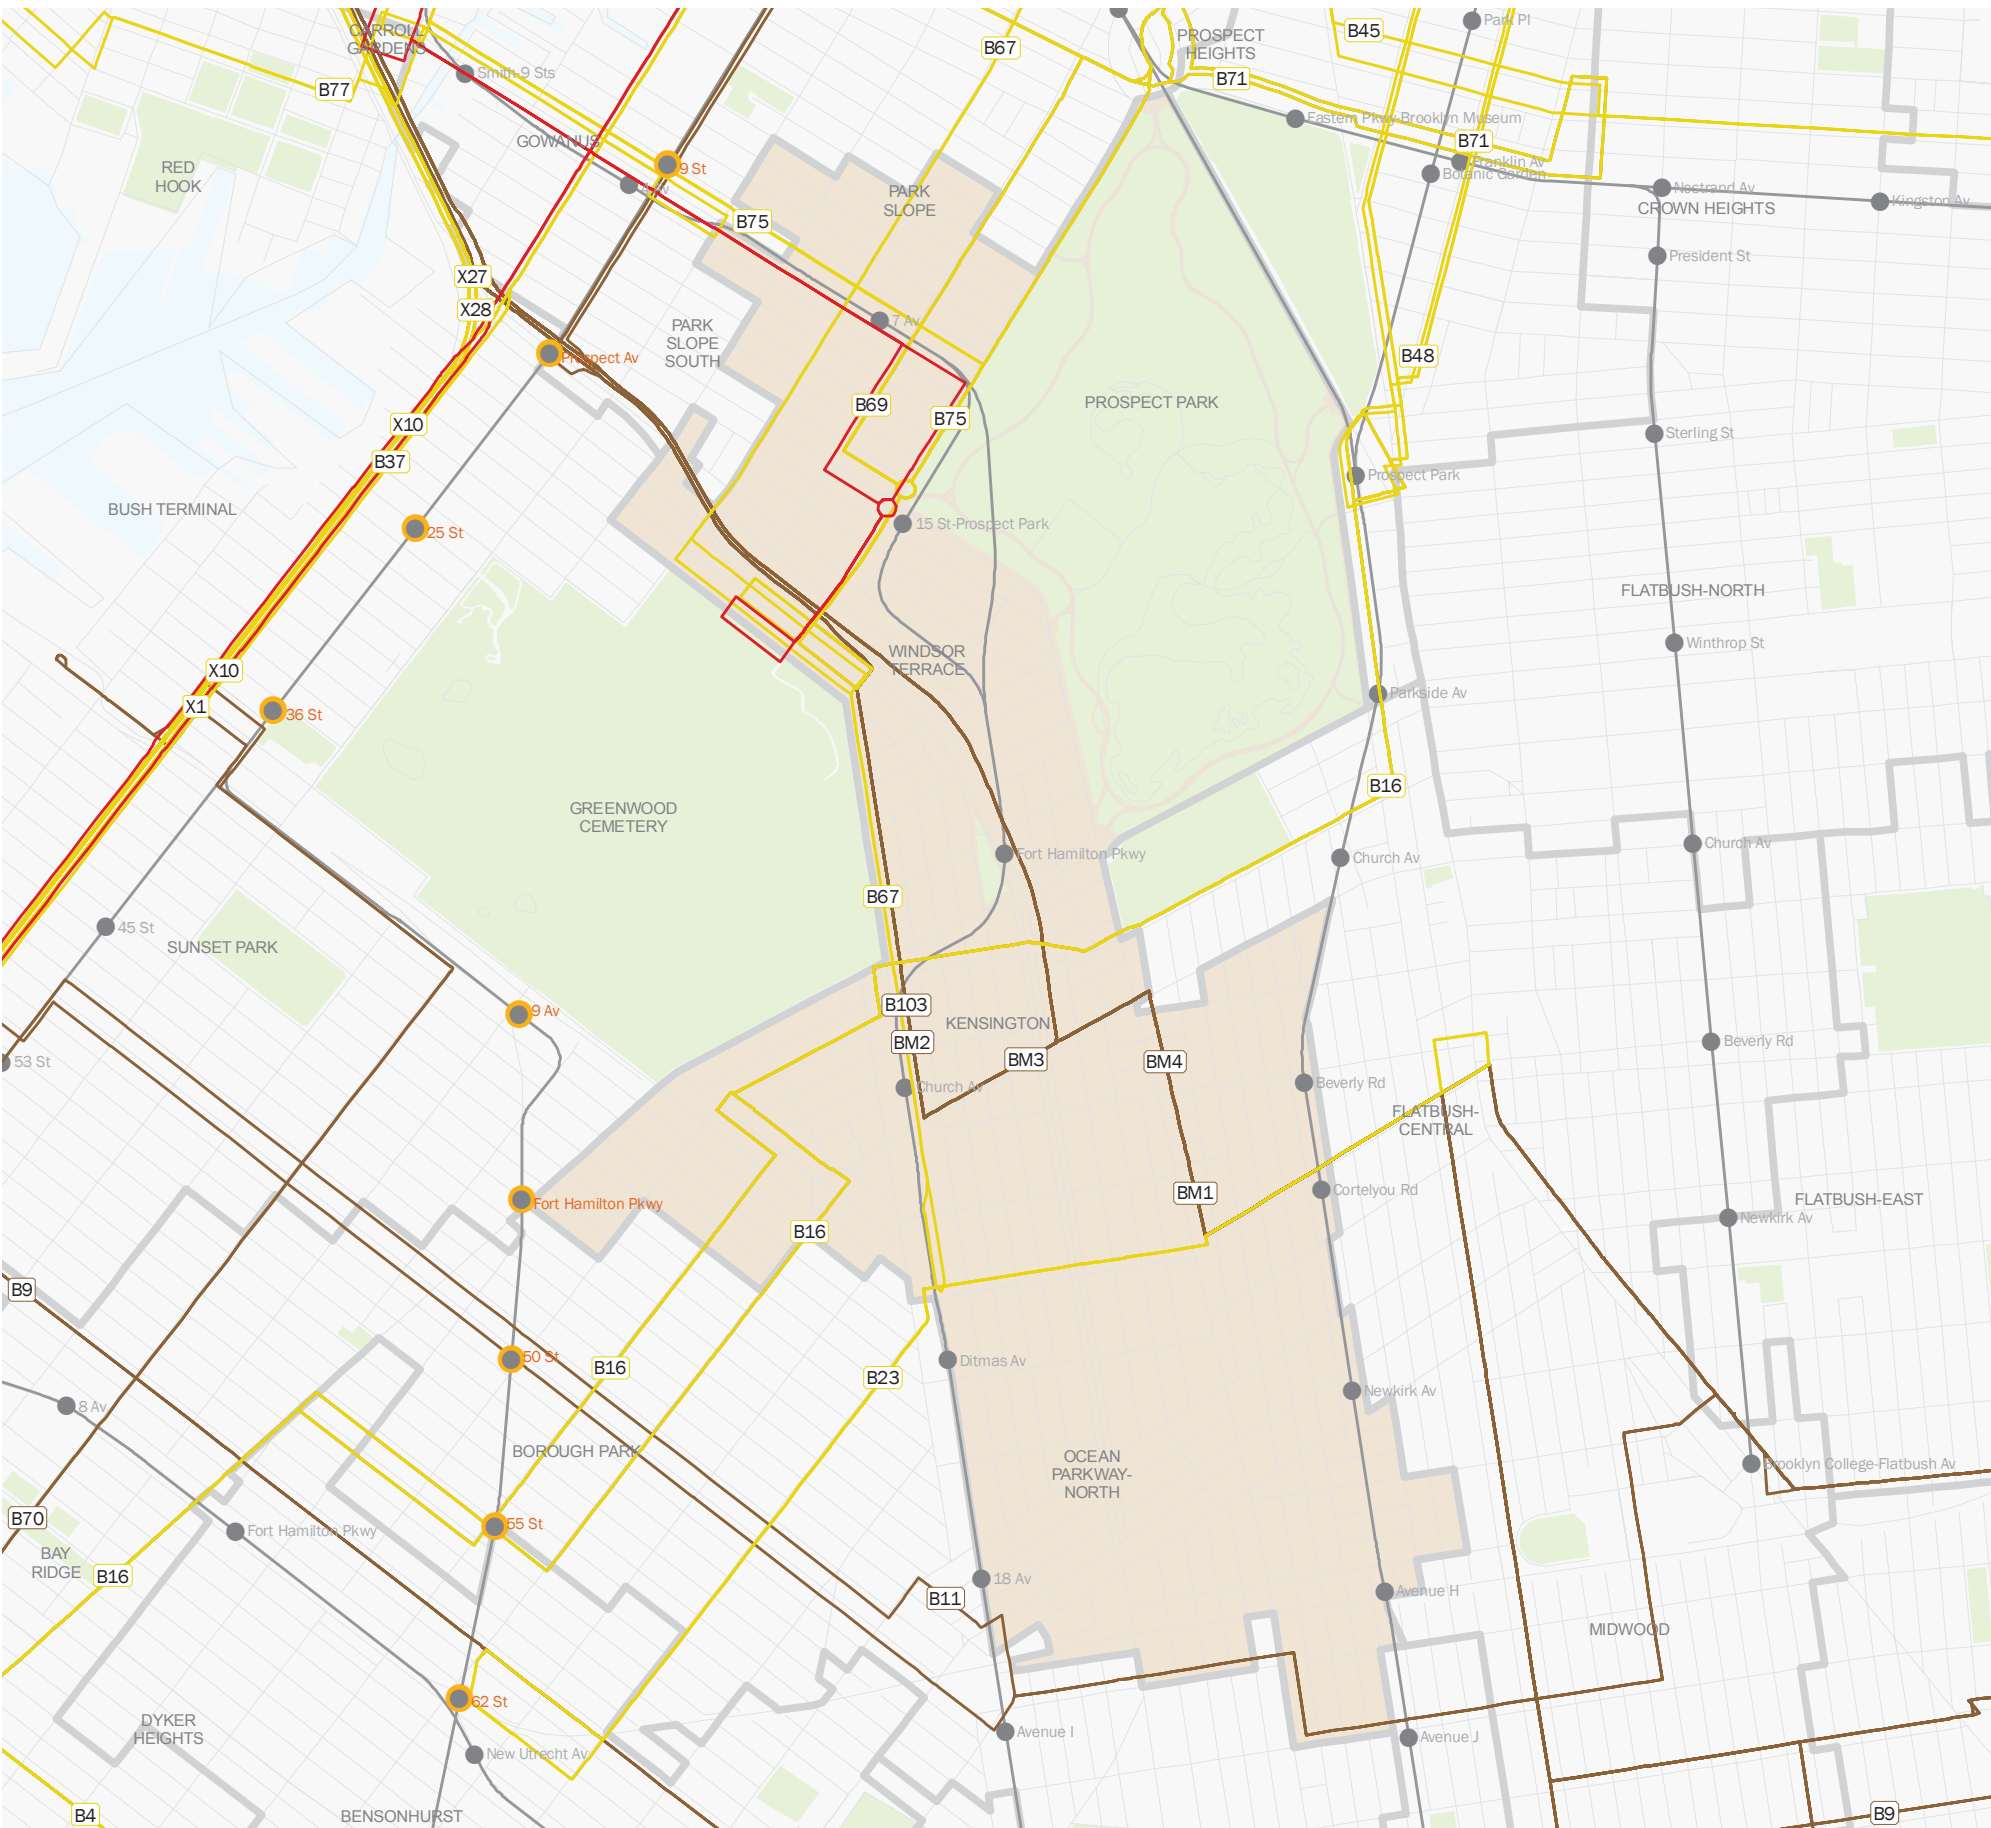 CARROLL
GARDENS
Smith-9 Sts
B77
GOWANUS
RED
HOOK
9 St
4 Av
B75
PARK
SLOPE
B67
PROSPECT
HEIGHTS
B71
B45
Park Pl
Eastern Pkwy-Brooklyn Museum
B71
Franklin Av
Botanic Garden
Nostrand Av
CROWN HEIGHTS
Kingston Av
President St
X27
X28
Prospect Av
PARK
SLOPE
SOUTH
7 Av
B69
B75
PROSPECT PARK
B48
Sterling St
Prospect Park
X10
B37
BUSH TERMINAL
25 St
15 St-Prospect Park
FLATBUSH-NORTH
Winthrop St
WINDSOR
TERRACE
Parkside Av
X10
X1
36 St
B16
GREENWOOD
CEMETERY
Fort Hamilton Pkwy
Church Av
Church Av
B67
45 St
SUNSET PARK
9 Av
B103
KENSINGTON
BM2
BM3
BM4
Beverly Rd
53 St
Church Av
Beverly Rd
FLATBUSH-
CENTRAL
BM1
Cortelyou Rd
FLATBUSH-EAST
Newkirk Av
Fort Hamilton Pkwy
B16
B9
50 St
B16
B23
Ditmas Av
Newkirk Av
8 Av
BOROUGH PARK
OCEAN
PARKWAY-
NORTH
Brooklyn College-Flatbush Av
B70
Fort Hamilton Pkwy
55 St
BAY
RIDGE
B16
18 Av
B11
Avenue H
MIDWOOD
62 St
DYKER
HEIGHTS
New Utrecht Av
Avenue I
Avenue J
B4
BENSONHURST
B9